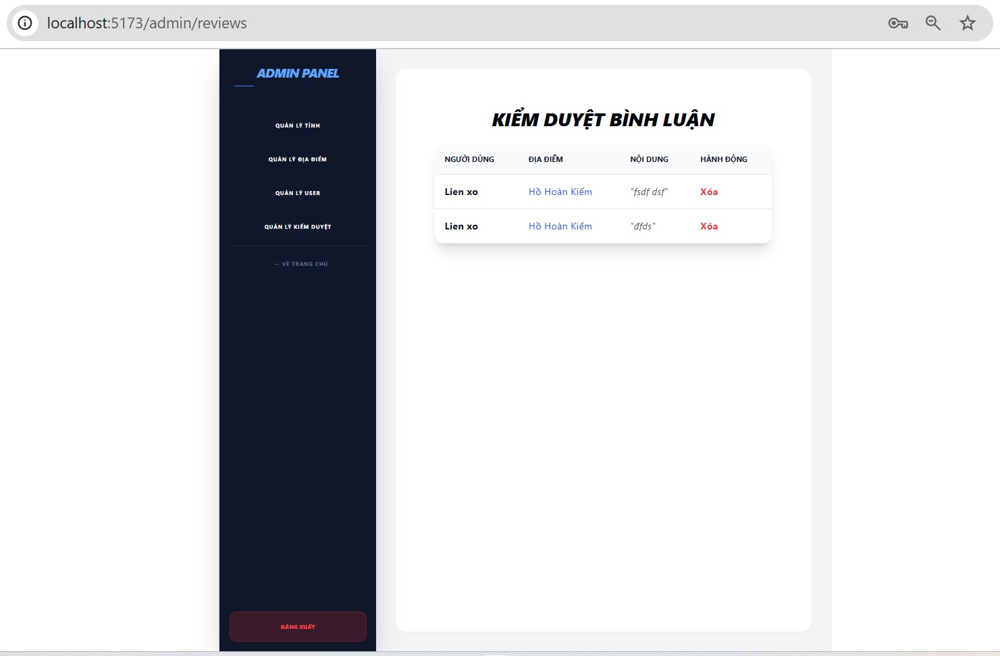 localhost:5173/admin/reviews
ADMIN PANEL
QUẢN LÝ TỈNH
QUẢN LÝ ĐỊA ĐIỂM
QUẢN LÝ USER
QUẢN LÝ KIỂM DUYỆT
← VỀ TRANG CHỦ
ĐĂNG XUẤT
KIỂM DUYỆT BÌNH LUẬN
NGƯỜI DÙNG ĐỊA ĐIỂM NỘI DUNG HÀNH ĐỘNG
Lien xo Hồ Hoàn Kiếm "fsdf dsf" Xóa
Lien xo Hồ Hoàn Kiếm "đfds" Xóa